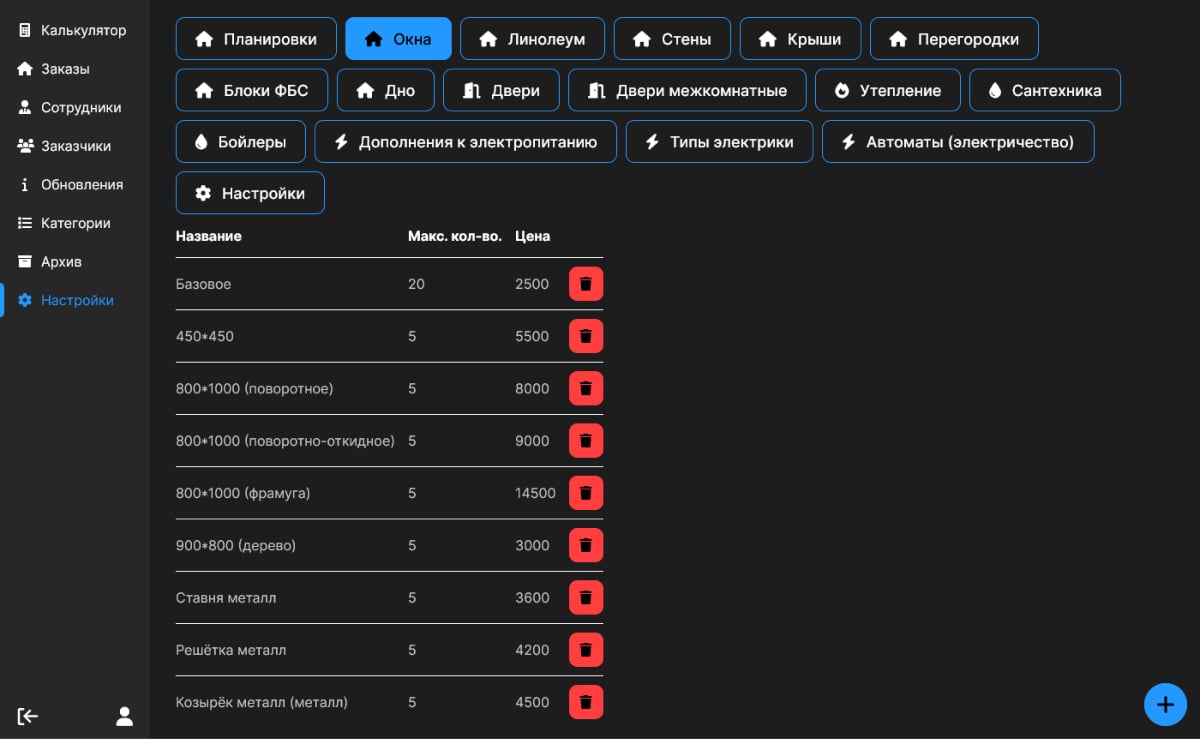 Калькулятор
Заказы
Сотрудники
Заказчики
Обновления
Категории
Архив
Настройки
Планировки Окна Линолеум Стены Крыши Перегородки
Блоки ФБС Дно Двери Двери межкомнатные Утепление Сантехника
Бойлеры Дополнения к электропитанию Типы электрики Автоматы (электричество)
Настройки
Название Макс. кол-во. Цена
Базовое 20 2500
450*450 5 5500
800*1000 (поворотное) 5 8000
800*1000 (поворотно-откидное) 5 9000
800*1000 (фрамуга) 5 14500
900*800 (дерево) 5 3000
Ставня металл 5 3600
Решётка металл 5 4200
Козырёк металл (металл) 5 4500